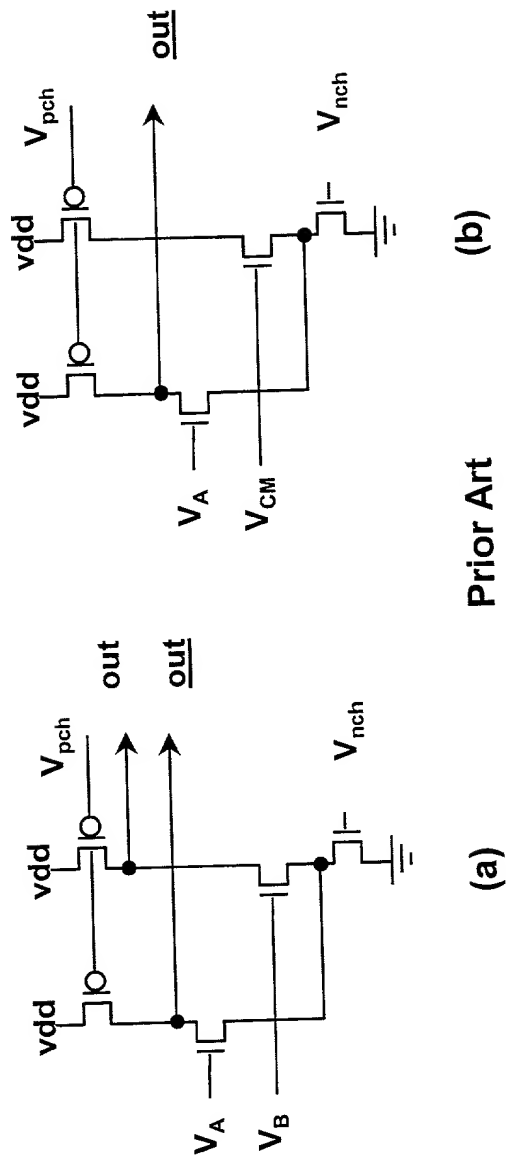 vdd
vdd
V_pch
out
out
V_A
V_B
V_nch
(a)
vdd
vdd
V_pch
out
V_A
V_CM
V_nch
(b)
Prior Art